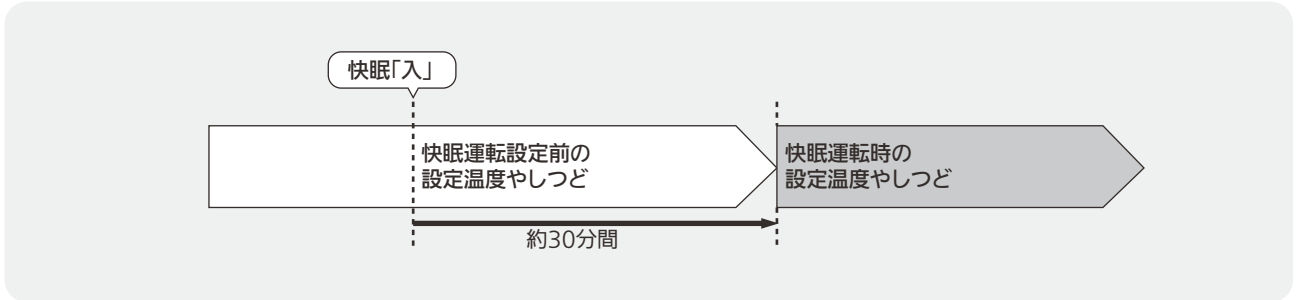 快眠「入」
快眠運転設定前の
設定温度やしつど
快眠運転時の
設定温度やしつど
約30分間